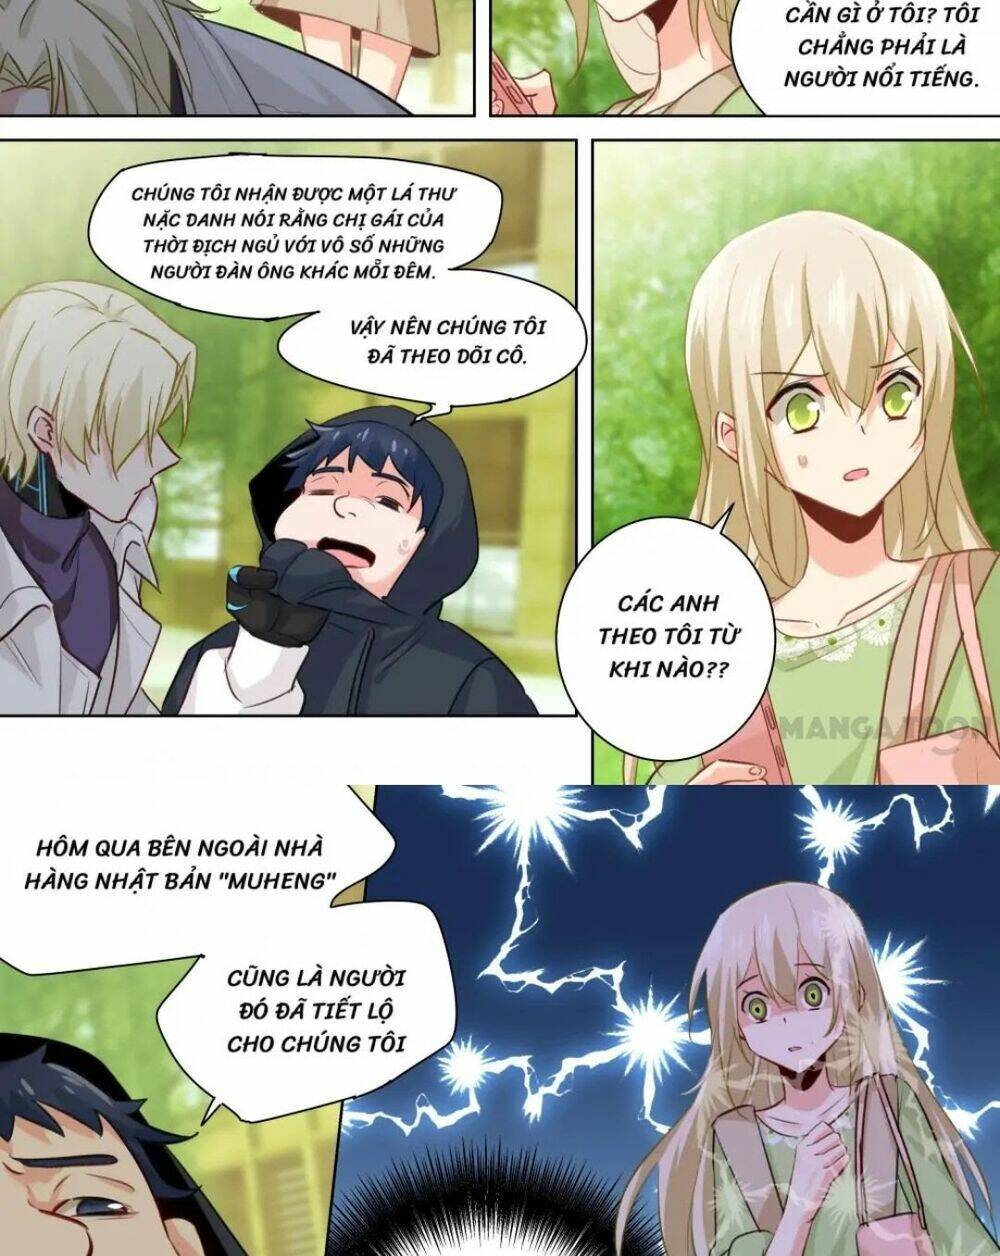 CẦN GÌ Ở TÔI? TÔI
CHẲNG PHẢI LÀ
NGƯỜI NỔI TIẾNG.
CHÚNG TÔI NHẬN ĐƯỢC MỘT LÁ THƯ
NẶC DANH NÓI RẰNG CHỊ GÁI CỦA
THỜI ĐỊCH NGỦ VỚI VÔ SỐ NHỮNG
NGƯỜI ĐÀN ÔNG KHÁC MỖI ĐÊM.
VẬY NÊN CHÚNG TÔI
ĐÃ THEO DÕI CÔ.
CÁC ANH
THEO TÔI TỪ
KHI NÀO??
MANGATOON
HÔM QUA BÊN NGOÀI NHÀ
HÀNG NHẬT BẢN "MUHENG"
CŨNG LÀ NGƯỜI
ĐÓ ĐÃ TIẾT LỘ
CHO CHÚNG TÔI